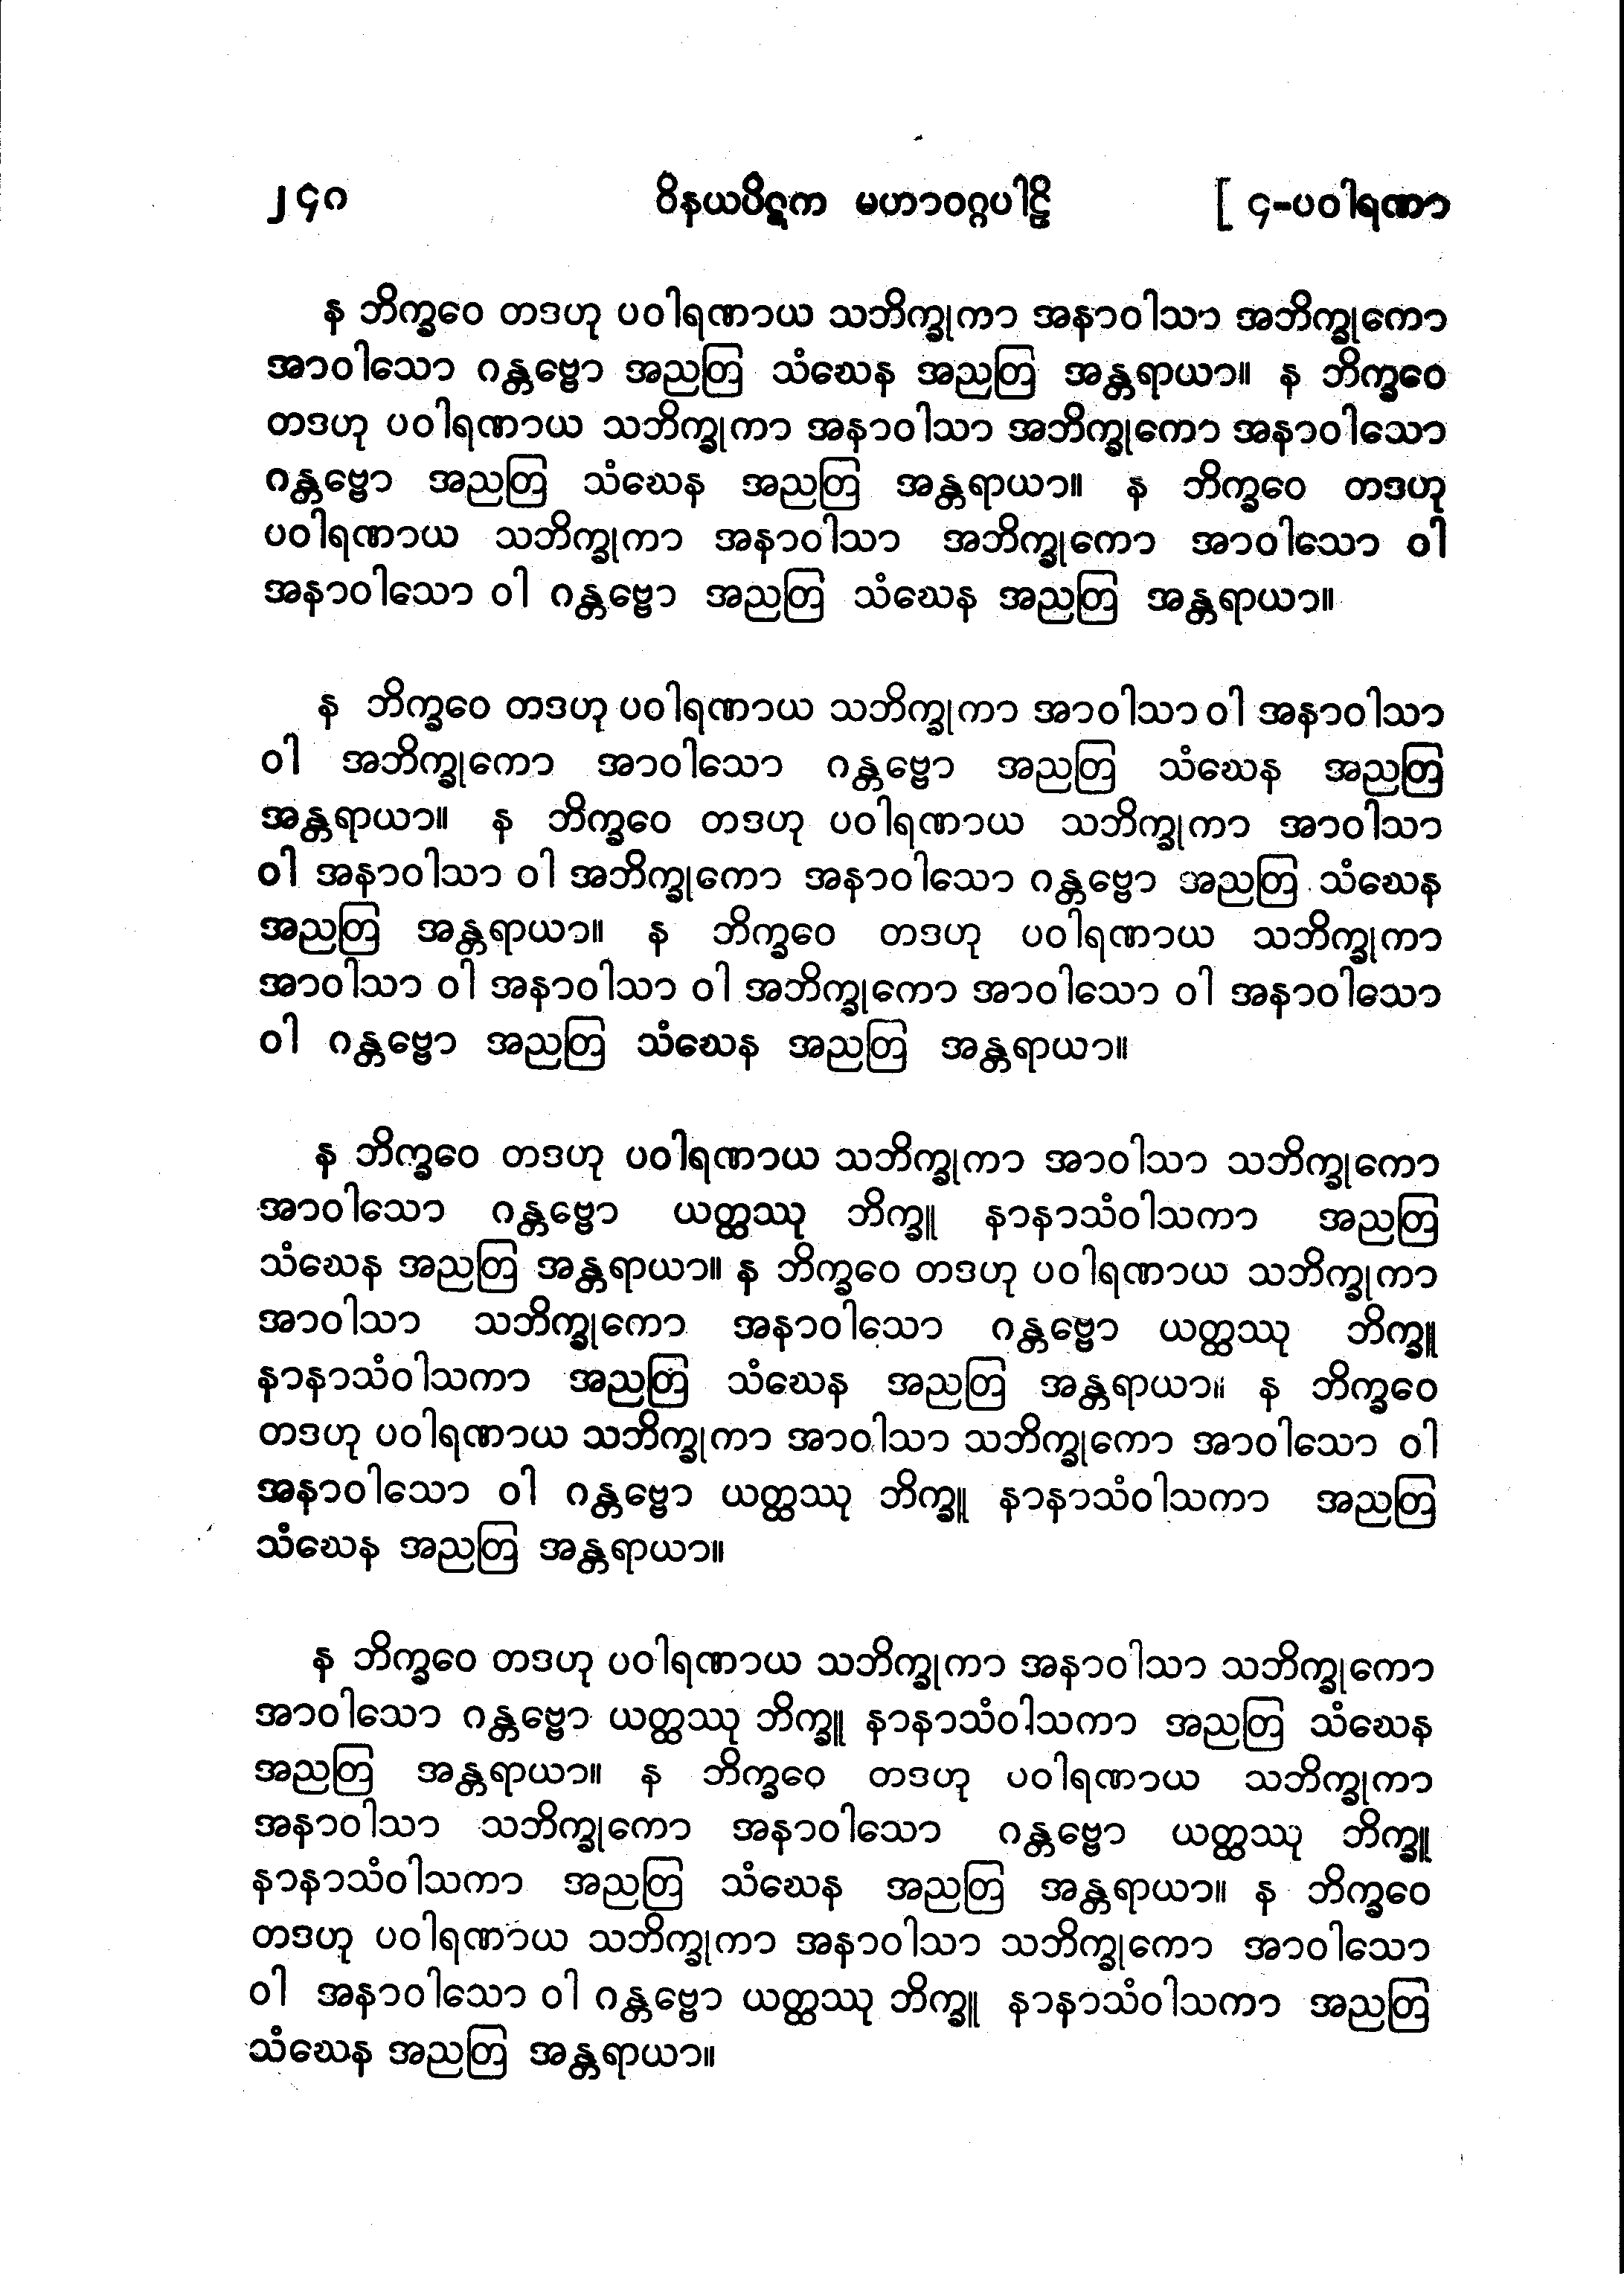 ၂၄၀ ဝိနယပိဋက မဟာဝဂ္ဂပါဠိ [ ၄-ပဝါရဏာ
န ဘိက္ခဝေ တဒဟု ပဝါရဏာယ သဘိက္ခုကာ အနာဝါသာ အဘိက္ခုကော
အာဝါသော ဂန္တဗ္ဗော အညတြ သံဃေန အညတြ အန္တရာယာ။ န ဘိက္ခဝေ
တဒဟု ပဝါရဏာယ သဘိက္ခုကာ အနာဝါသာ အဘိက္ခုကော အနာဝါသော
ဂန္တဗ္ဗော အညတြ သံဃေန အညတြ အန္တရာယာ။ န ဘိက္ခဝေ တဒဟု
ပဝါရဏာယ သဘိက္ခုကာ အနာဝါသာ အဘိက္ခုကော အာဝါသော ဝါ
အနာဝါသော ဝါ ဂန္တဗ္ဗော အညတြ သံဃေန အညတြ အန္တရာယာ။
န ဘိက္ခဝေ တဒဟု ပဝါရဏာယ သဘိက္ခုကာ အာဝါသာ ဝါ အနာဝါသာ
ဝါ အဘိက္ခုကော အာဝါသော ဂန္တဗ္ဗော အညတြ သံဃေန အညတြ
အန္တရာယာ။ န ဘိက္ခဝေ တဒဟု ပဝါရဏာယ သဘိက္ခုကာ အာဝါသာ
ဝါ အနာဝါသာ ဝါ အဘိက္ခုကော အနာဝါသော ဂန္တဗ္ဗော အညတြ သံဃေန
အညတြ အန္တရာယာ။ န ဘိက္ခဝေ တဒဟု ပဝါရဏာယ သဘိက္ခုကာ
အာဝါသာ ဝါ အနာဝါသာ ဝါ အဘိက္ခုကော အာဝါသော ဝါ အနာဝါသော
ဝါ ဂန္တဗ္ဗော အညတြ သံဃေန အညတြ အန္တရာယာ။
န ဘိက္ခဝေ တဒဟု ပဝါရဏာယ သဘိက္ခုကာ အာဝါသာ သဘိက္ခုကော
အာဝါသော ဂန္တဗ္ဗော ယတ္ထဿု ဘိက္ခူ နာနာသံဝါသကာ အညတြ
သံဃေန အညတြ အန္တရာယာ။ န ဘိက္ခဝေ တဒဟု ပဝါရဏာယ သဘိက္ခုကာ
အာဝါသာ သဘိက္ခုကော အနာဝါသော ဂန္တဗ္ဗော ယတ္ထဿု ဘိက္ခူ
နာနာသံဝါသကာ အညတြ သံဃေန အညတြ အန္တရာယာ။ န ဘိက္ခဝေ
တဒဟု ပဝါရဏာယ သဘိက္ခုကာ အာဝါသာ သဘိက္ခုကော အာဝါသော ဝါ
အနာဝါသော ဝါ ဂန္တဗ္ဗော ယတ္ထဿု ဘိက္ခူ နာနာသံဝါသကာ အညတြ
သံဃေန အညတြ အန္တရာယာ။
န ဘိက္ခဝေ တဒဟု ပဝါရဏာယ သဘိက္ခုကာ အနာဝါသာ သဘိက္ခုကော
အာဝါသော ဂန္တဗ္ဗော ယတ္ထဿု ဘိက္ခူ နာနာသံဝါသကာ အညတြ သံဃေန
အညတြ အန္တရာယာ။ န ဘိက္ခဝေ တဒဟု ပဝါရဏာယ သဘိက္ခုကာ
အနာဝါသာ သဘိက္ခုကော အနာဝါသော ဂန္တဗ္ဗော ယတ္ထဿု ဘိက္ခူ
နာနာသံဝါသကာ အညတြ သံဃေန အညတြ အန္တရာယာ။ န ဘိက္ခဝေ
တဒဟု ပဝါရဏာယ သဘိက္ခုကာ အနာဝါသာ သဘိက္ခုကော အာဝါသော
ဝါ အနာဝါသော ဝါ ဂန္တဗ္ဗော ယတ္ထဿု ဘိက္ခူ နာနာသံဝါသကာ အညတြ
သံဃေန အညတြ အန္တရာယာ။